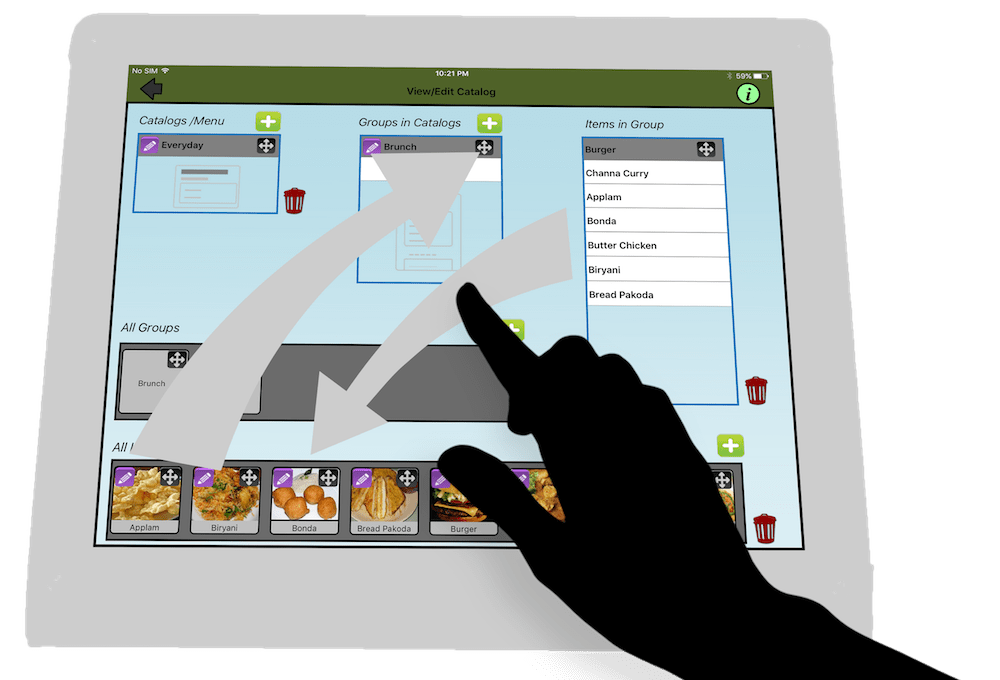 No SIM
10:21 PM
59%
View/Edit Catalog
i
Catalogs /Menu
Groups in Catalogs
Items in Group
Everyday
Brunch
Burger
Channa Curry
Applam
Bonda
Butter Chicken
Biryani
Bread Pakoda
All Groups
Brunch
All
Applam
Biryani
Bonda
Bread Pakoda
Burger